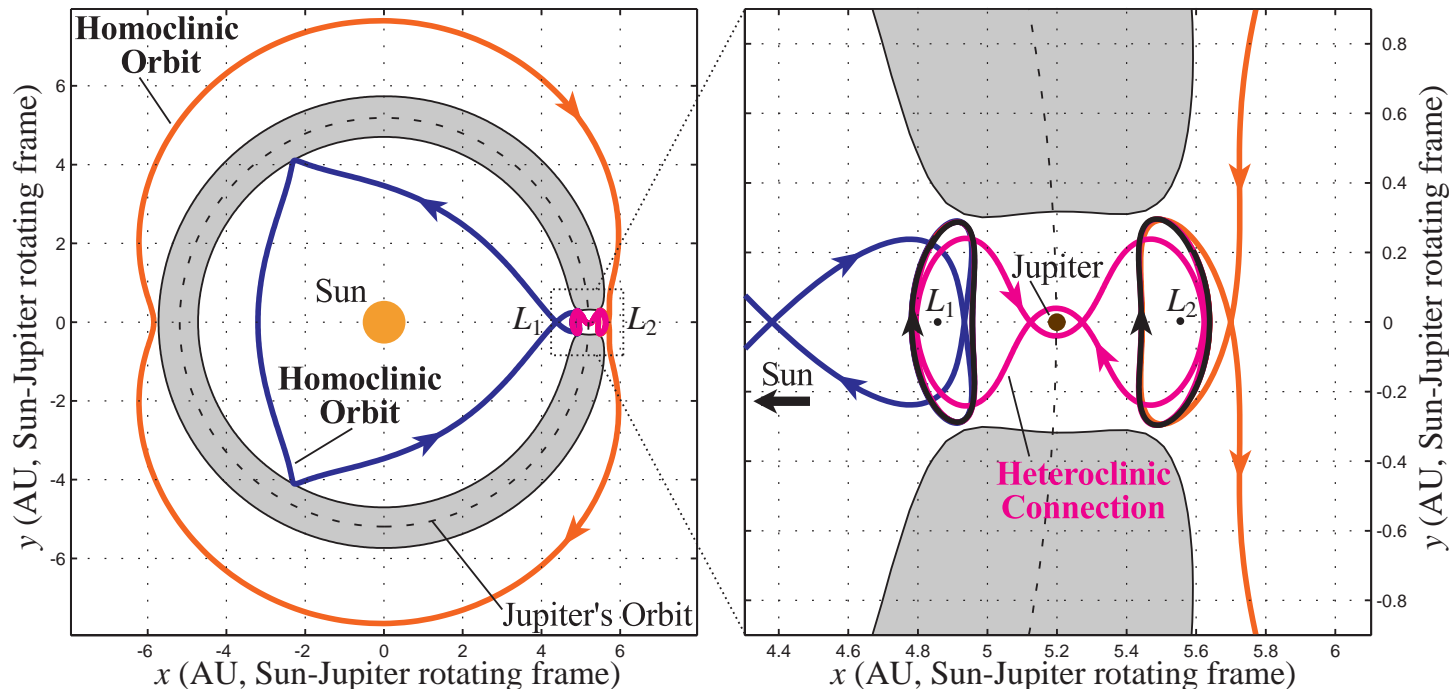 Homoclinic
Orbit
Sun
L1
L2
Homoclinic
Orbit
Jupiter's Orbit
6
4
2
0
-2
-4
-6
-6
-4
-2
0
2
4
6
x (AU, Sun-Jupiter rotating frame)
y (AU, Sun-Jupiter rotating frame)
Jupiter
L1
L2
Sun
Heteroclinic
Connection
0.8
0.6
0.4
0.2
0
-0.2
-0.4
-0.6
-0.8
4.4
4.6
4.8
5
5.2
5.4
5.6
5.8
6
x (AU, Sun-Jupiter rotating frame)
y (AU, Sun-Jupiter rotating frame)